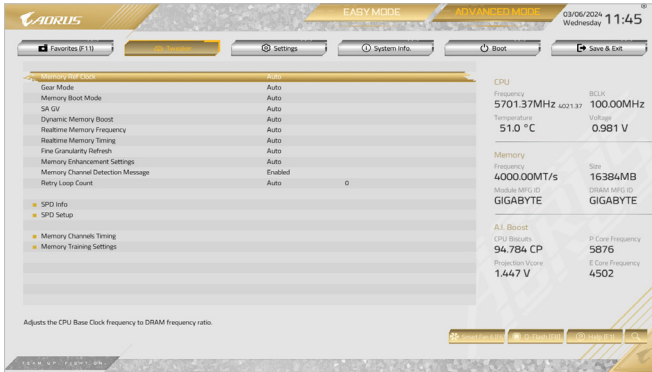 AORUS
EASY MODE
ADVANCED MODE
03/06/2024
Wednesday
11:45
Favorites (F11)
Tweaker
Settings
System Info.
Boot
Save & Exit
Memory Ref Clock Auto
Gear Mode Auto
Memory Boot Mode Auto
SA GV Auto
Dynamic Memory Boost Auto
Realtime Memory Frequency Auto
Realtime Memory Timing Auto
Fine Granularity Refresh Auto
Memory Enhancement Settings Auto
Memory Channel Detection Message Enabled
Retry Loop Count Auto 0
SPD Info
SPD Setup
Memory Channels Timing
Memory Training Settings
CPU
Frequency BCLK
5701.37MHz 4021.37 100.00MHz
Temperature Voltage
51.0 °C 0.981 V
Memory
Frequency Size
4000.00MT/s 16384MB
Module MFG ID DRAM MFG ID
GIGABYTE GIGABYTE
A.I. Boost
CPU Biscuits P Core Frequency
94.784 CP 5876
Projection Vcore E Core Frequency
1.447 V 4502
Adjusts the CPU Base Clock frequency to DRAM frequency ratio.
TEAM UP. FIGHT ON.